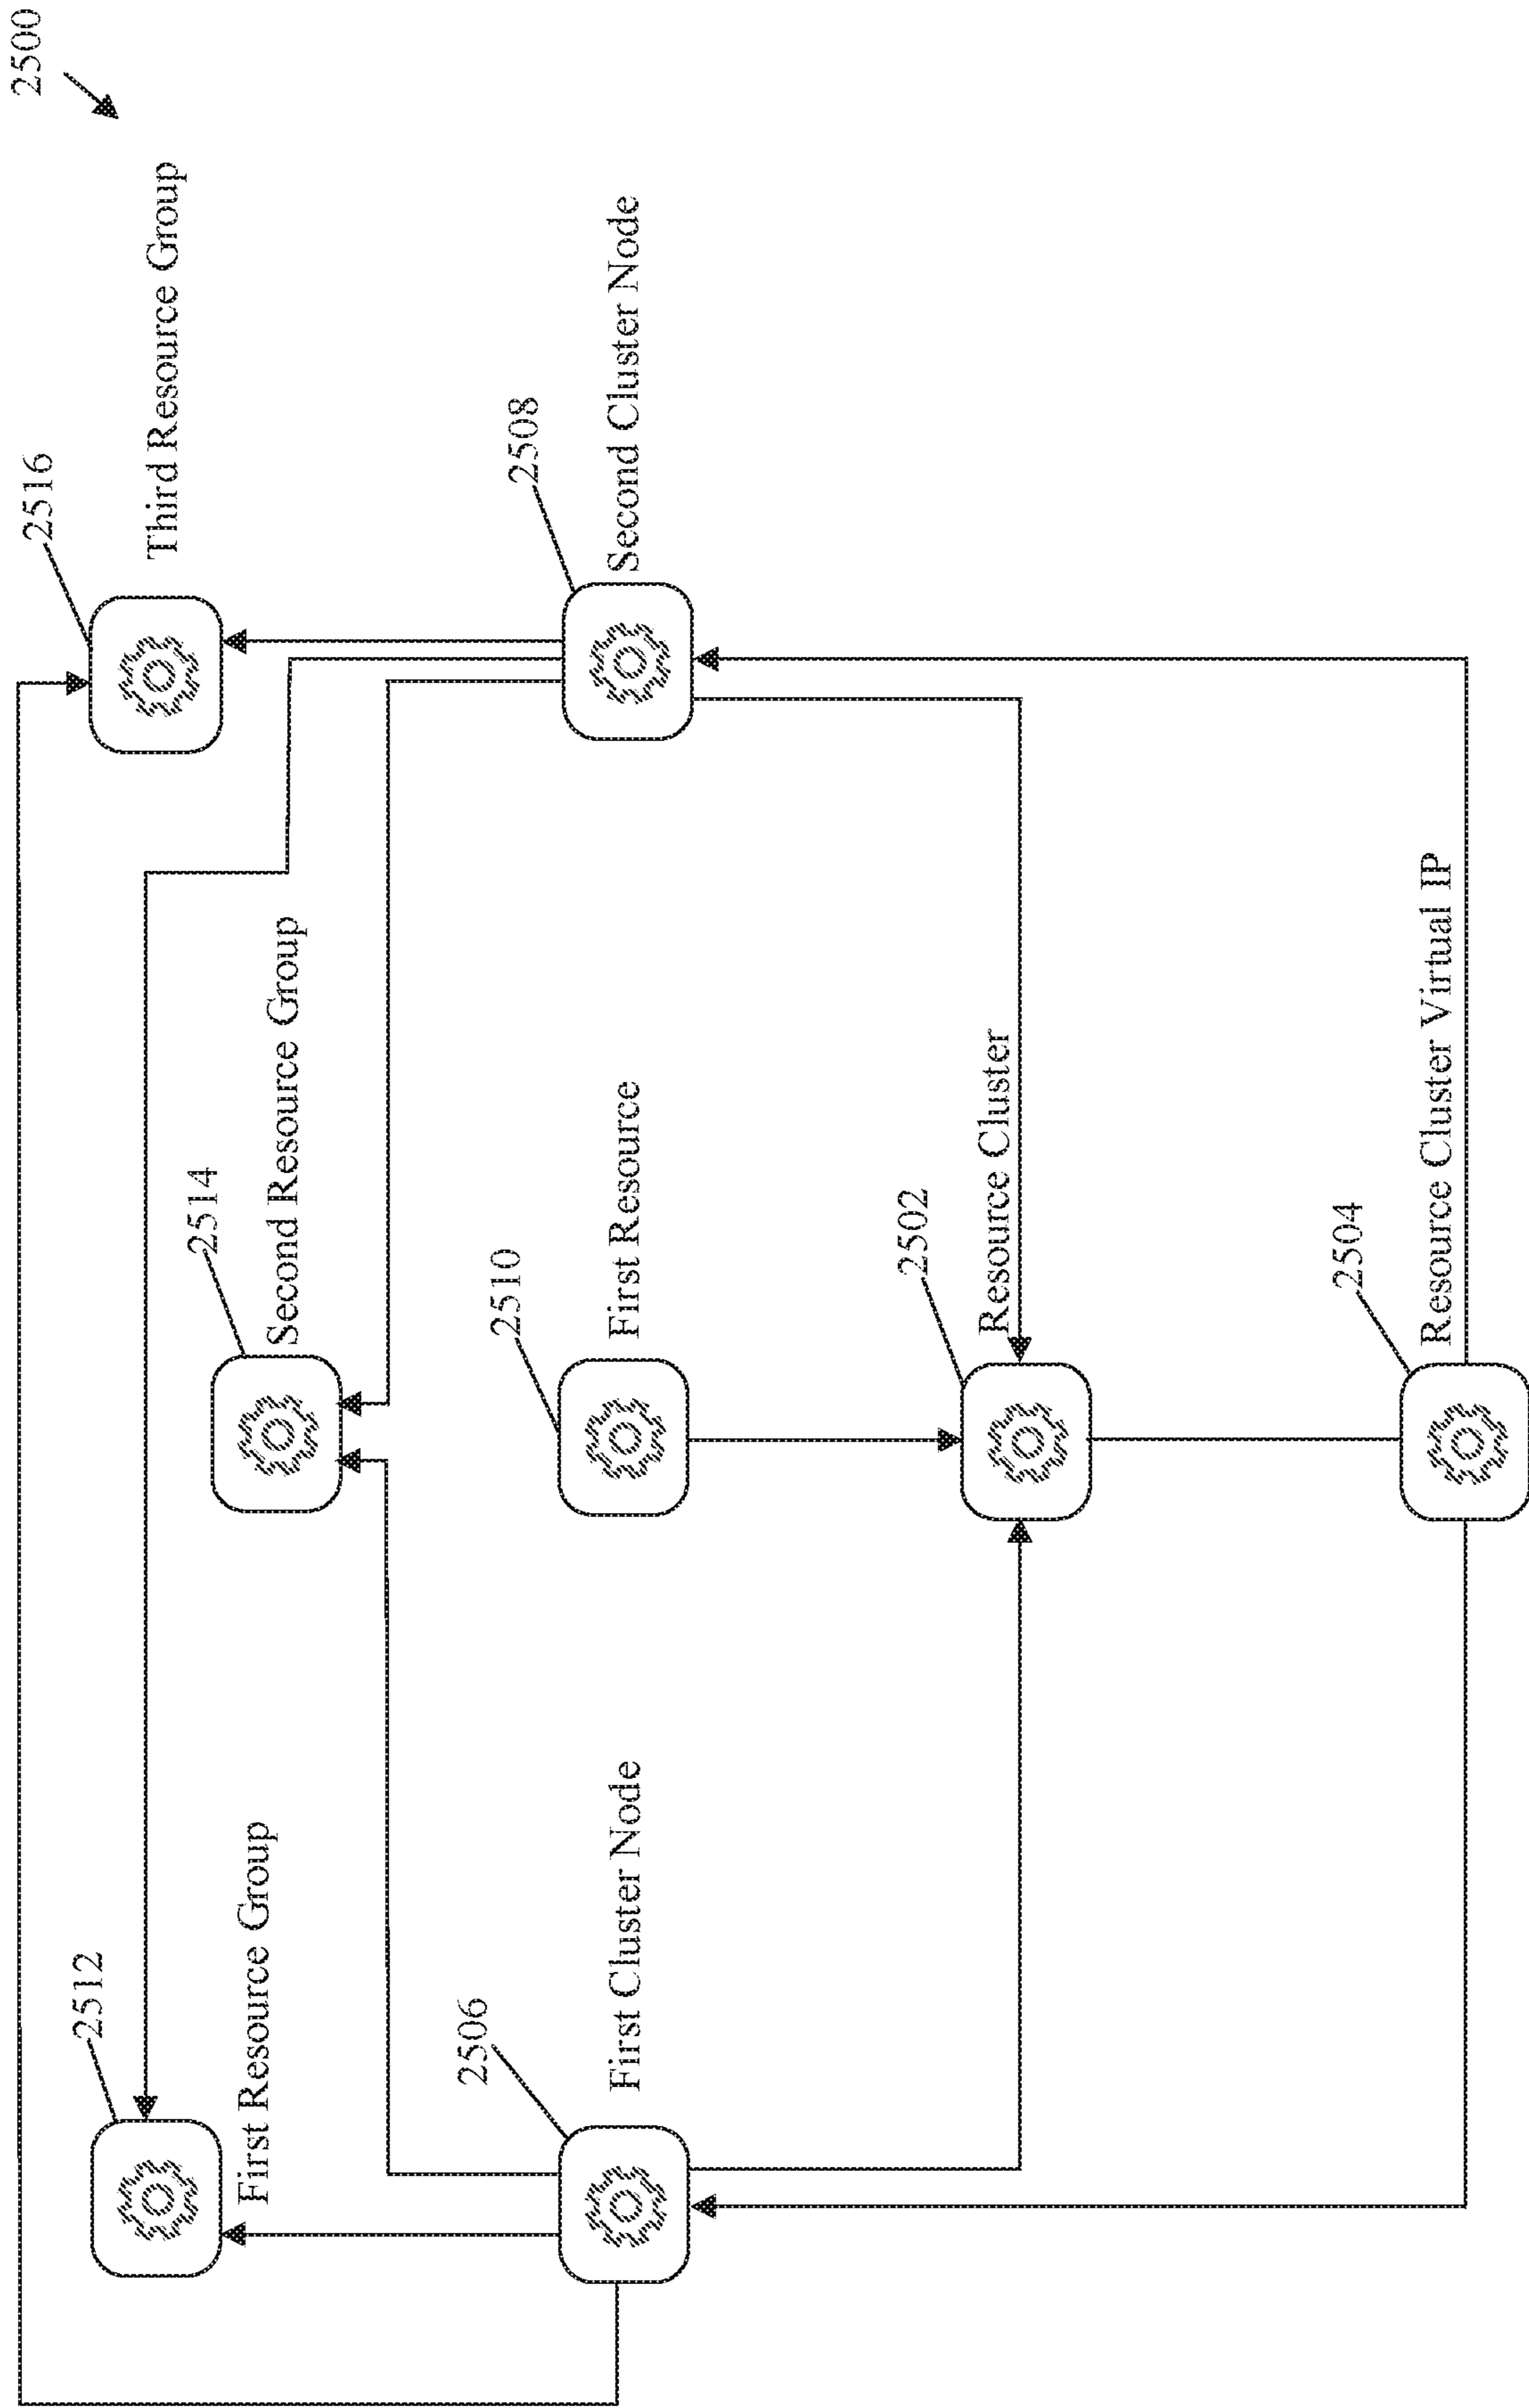 2500
2516
Third Resource Group
2512
First Resource Group
2514
Second Resource Group
2506
First Cluster Node
2510
First Resource
2508
Second Cluster Node
2502
Resource Cluster
2504
Resource Cluster Virtual IP